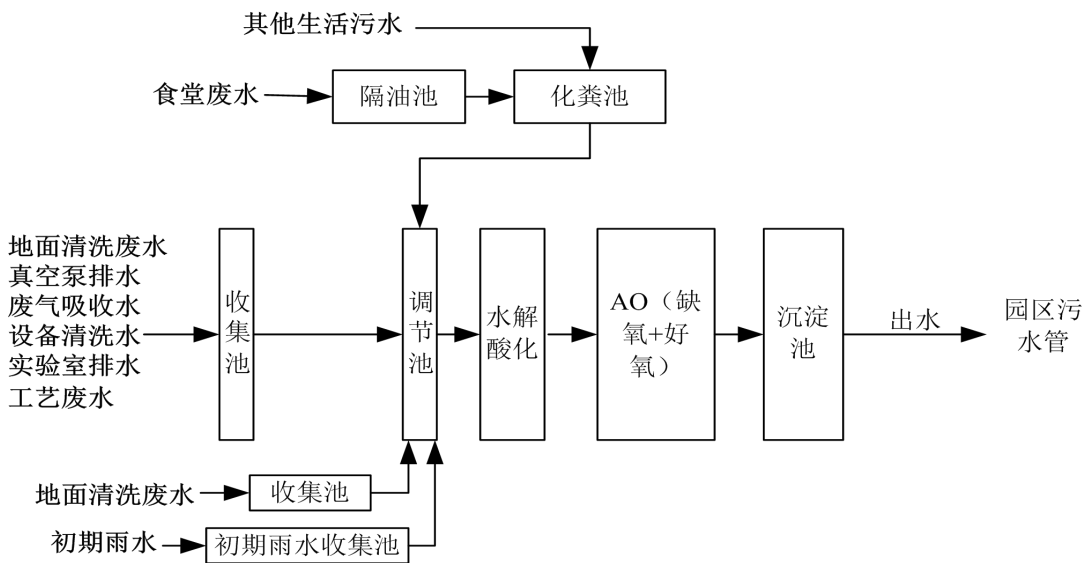 其他生活污水
食堂废水
隔油池
化粪池
地面清洗废水
真空泵排水
废气吸收水
设备清洗水
实验室排水
工艺废水
收
集
池
调
节
池
水解
酸化
AO（缺
氧+好
氧）
沉淀
池
出水
园区污
水管
地面清洗废水
收集池
初期雨水
初期雨水收集池